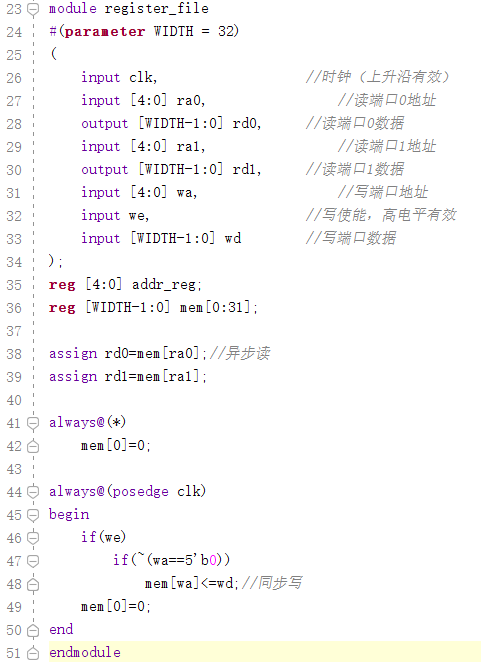 23 module register_file
24 #(parameter WIDTH = 32)
25 (
26 input clk, //时钟（上升沿有效）
27 input [4:0] ra0, //读端口0地址
28 output [WIDTH-1:0] rd0, //读端口0数据
29 input [4:0] ra1, //读端口1地址
30 output [WIDTH-1:0] rd1, //读端口1数据
31 input [4:0] wa, //写端口地址
32 input we, //写使能，高电平有效
33 input [WIDTH-1:0] wd //写端口数据
34 );
35 reg [4:0] addr_reg;
36 reg [WIDTH-1:0] mem[0:31];
37
38 assign rd0=mem[ra0];//异步读
39 assign rd1=mem[ra1];
40
41 always@(*)
42 mem[0]=0;
43
44 always@(posedge clk)
45 begin
46 if(we)
47 if(~(wa==5'b0))
48 mem[wa]<=wd;//同步写
49 mem[0]=0;
50 end
51 endmodule